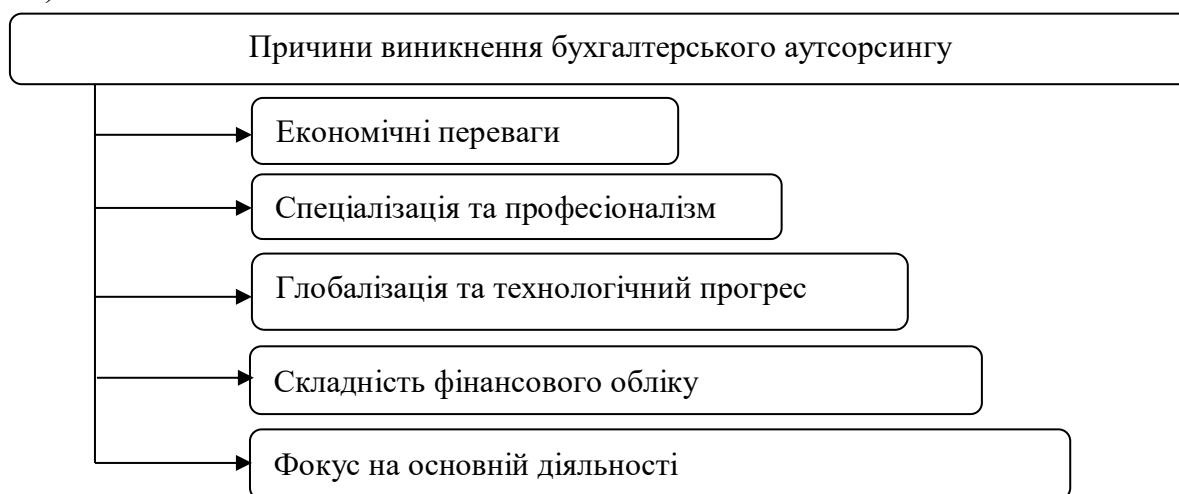 Причини виникнення бухгалтерського аутсорсингу
Економічні переваги
Спеціалізація та професіоналізм
Глобалізація та технологічний прогрес
Складність фінансового обліку
Фокус на основній діяльності